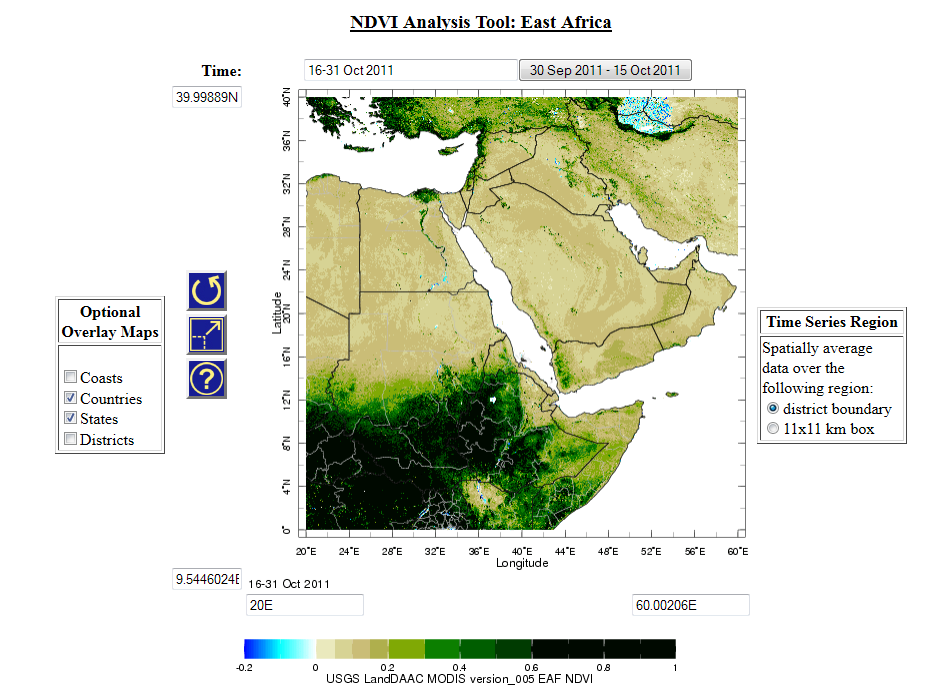 NDVI Analysis Tool: East Africa
Time:
16-31 Oct 2011
30 Sep 2011 - 15 Oct 2011
39.99889N
40°N
36°N
32°N
28°N
24°N
20°N
16°N
12°N
8°N
4°N
0°
Latitude
20°E 24°E 28°E 32°E 36°E 40°E 44°E 48°E 52°E 56°E 60°E
Longitude
Optional
Overlay Maps
Coasts
Countries
States
Districts
?
Time Series Region
Spatially average
data over the
following region:
district boundary
11x11 km box
9.5446024E
16-31 Oct 2011
20E
60.00206E
-0.2 0 0.2 0.4 0.6 0.8 1
USGS LandDAAC MODIS version_005 EAF NDVI